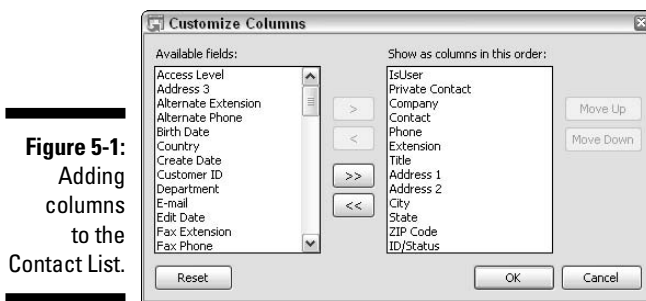 Customize Columns
Available fields:
Access Level
Address 3
Alternate Extension
Alternate Phone
Birth Date
Country
Create Date
Customer ID
Department
E-mail
Edit Date
Fax Extension
Fax Phone
>
<
>>
<<
Show as columns in this order:
IsUser
Private Contact
Company
Contact
Phone
Extension
Title
Address 1
Address 2
City
State
ZIP Code
ID/Status
Move Up
Move Down
Reset
OK
Cancel
Figure 5-1:
Adding
columns
to the
Contact List.